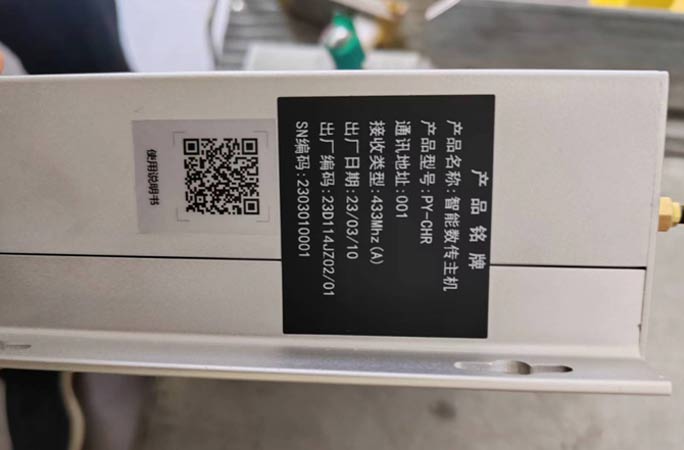 产品铭牌
产品名称:智能数传主机
产品型号:PY-CHR
通讯地址:001
接收类型:433Mhz(A)
出厂日期:23/03/10
出厂编码:23D114JZ02/01
SN编码:2303010001
使用说明书